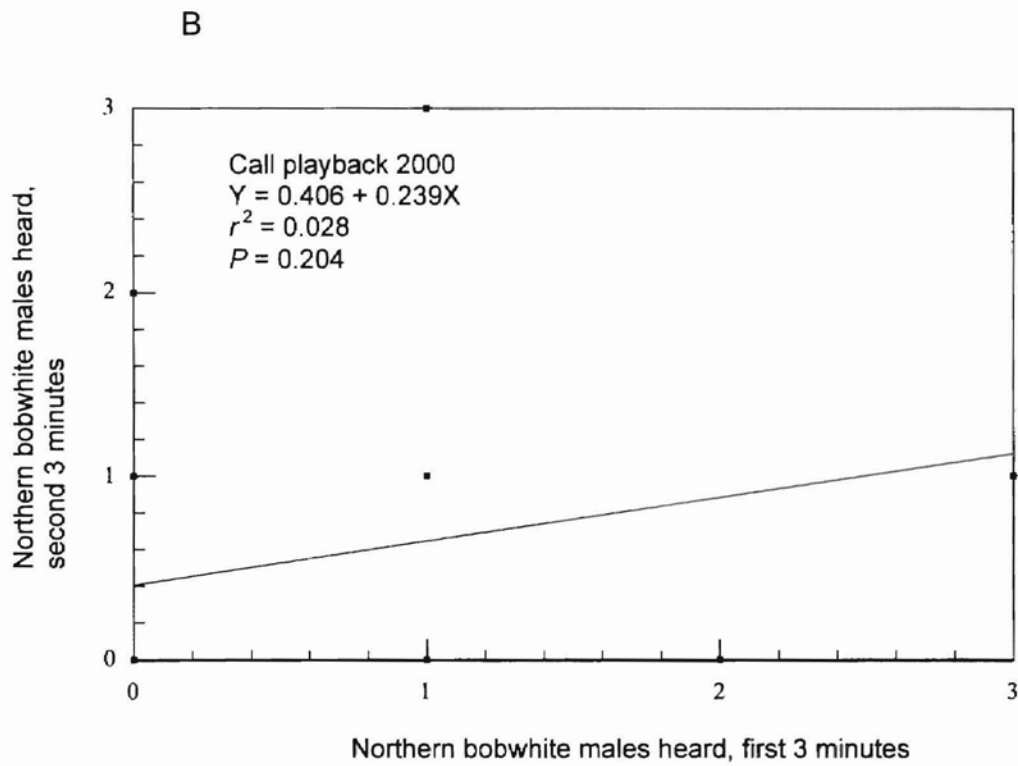 B
3
Call playback 2000
Y = 0.406 + 0.239X
r² = 0.028
P = 0.204
2
1
0
Northern bobwhite males heard,
second 3 minutes
0 1 2 3
Northern bobwhite males heard, first 3 minutes